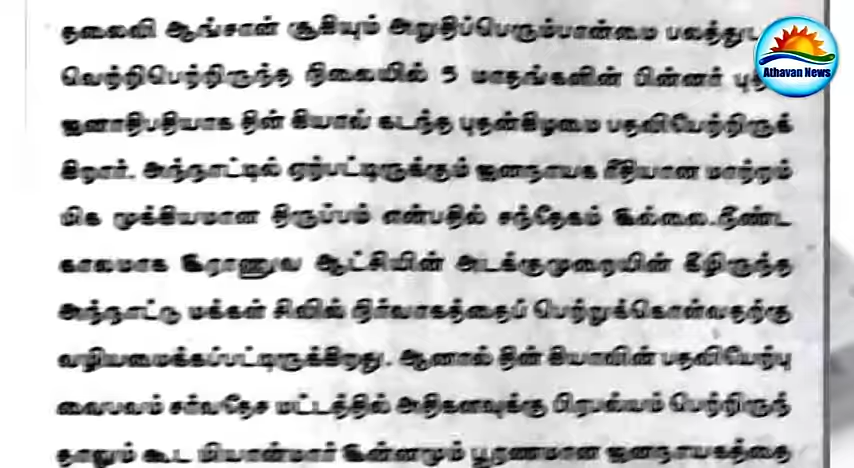 தலைவி ஆங்சான் சூகியும் அறுதிப்பெரும்பான்மை பலத்துட
வெற்றிபெற்றிருந்த நிலையில் 5 மாதங்களின் பின்னர்
ஜனாதிபதியாக தின் கியாவ் கடந்த புதன்கிழமை பதவியேற்றிருக்
கிறார். அந்நாட்டில் ஏற்பட்டிருக்கும் ஜனநாயக ரீதியான மாற்றம்
மிக முக்கியமான திருப்பம் என்பதில் சந்தேகம் இல்லை. நீண்ட
காலமாக இராணுவ ஆட்சியின் அடக்குமுறையின் கீழிருந்த
அந்நாட்டு மக்கள் சிவில் நிர்வாகத்தைப் பெற்றுக்கொள்வதற்கு
வழியமைக்கப்பட்டிருக்கிறது. ஆனால் தின் கியாவின் பதவியேற்பு
வைபவம் சர்வதேச மட்டத்தில் அதிகளவுக்கு பிரபல்யம் பெற்றிருந்
தாலும் கூட மியான்மார் இன்னமும் பூரணமான ஜனநாயகத்தை
Athavan News